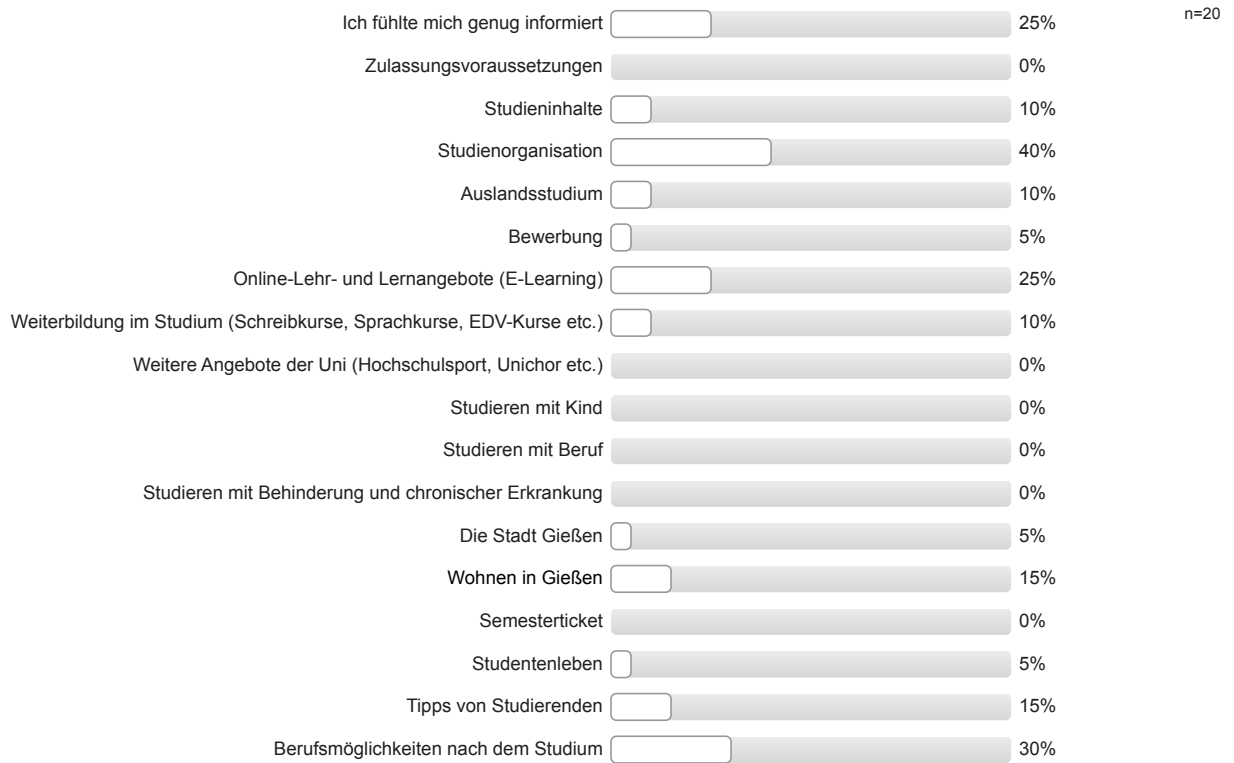 n=20
Ich fühlte mich genug informiert 25%
Zulassungsvoraussetzungen 0%
Studieninhalte 10%
Studienorganisation 40%
Auslandsstudium 10%
Bewerbung 5%
Online-Lehr- und Lernangebote (E-Learning) 25%
Weiterbildung im Studium (Schreibkurse, Sprachkurse, EDV-Kurse etc.) 10%
Weitere Angebote der Uni (Hochschulsport, Unichor etc.) 0%
Studieren mit Kind 0%
Studieren mit Beruf 0%
Studieren mit Behinderung und chronischer Erkrankung 0%
Die Stadt Gießen 5%
Wohnen in Gießen 15%
Semesterticket 0%
Studentenleben 5%
Tipps von Studierenden 15%
Berufsmöglichkeiten nach dem Studium 30%